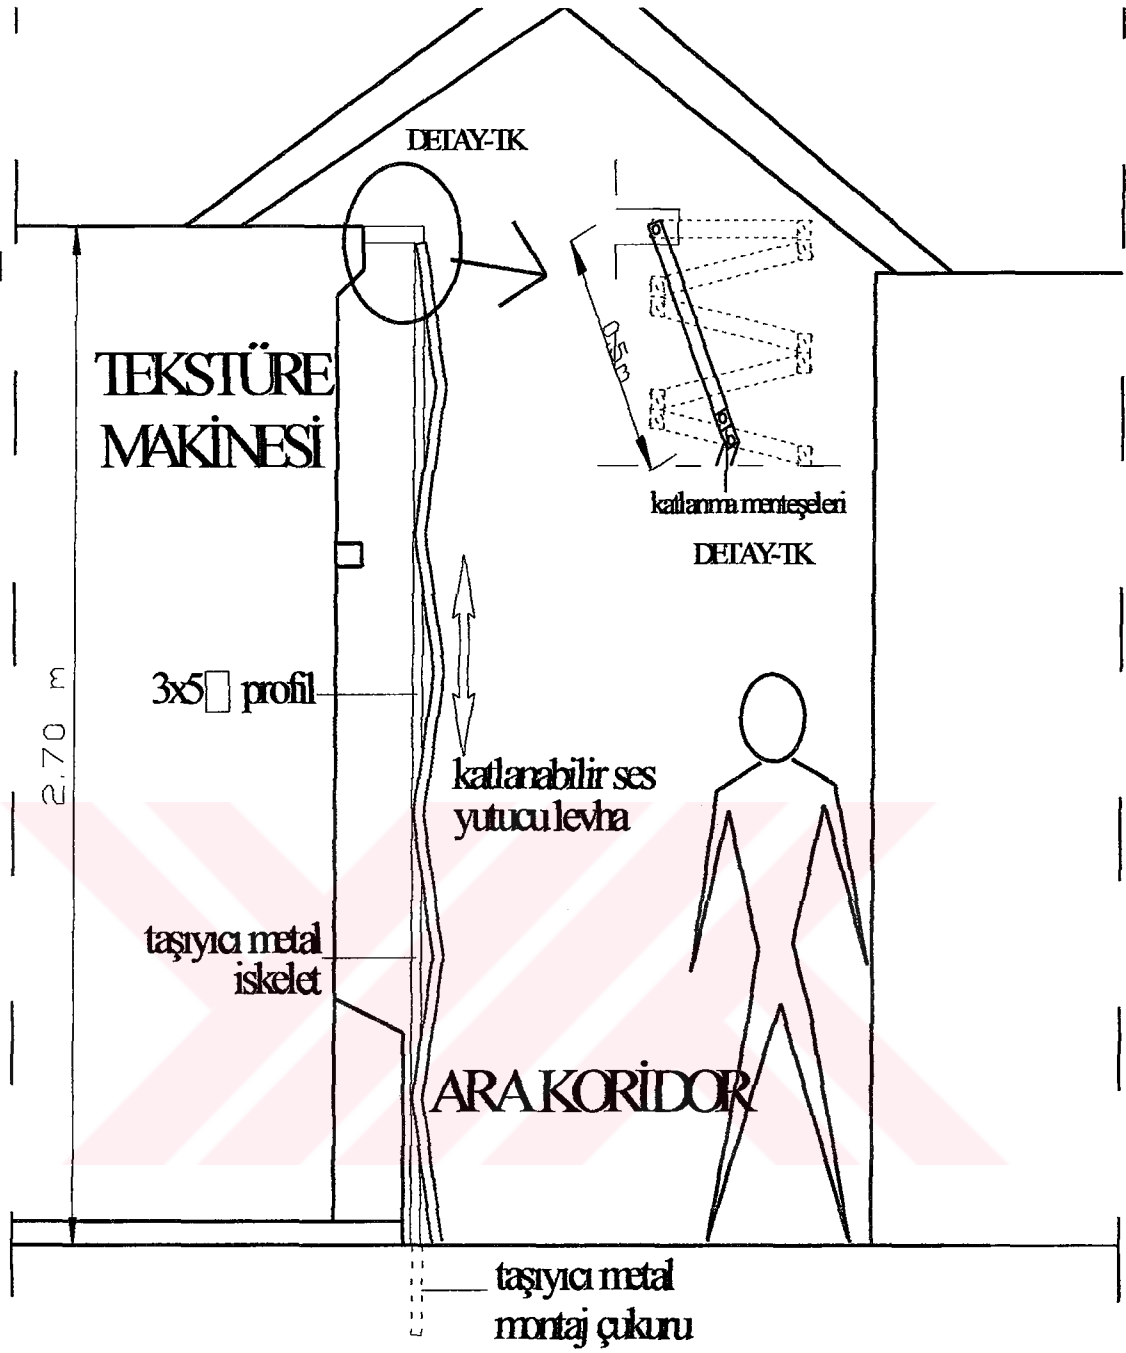 DETAY-TK
TEKSTÜRE
MAKİNESİ
0,5m
katlanma menteşeleri
DETAY-TK
2.70 m
3x5 profil
katlanabilir ses
yutucu levha
taşıyıcı metal
iskelet
ARA KORİDOR
taşıyıcı metal
montaj çukuru